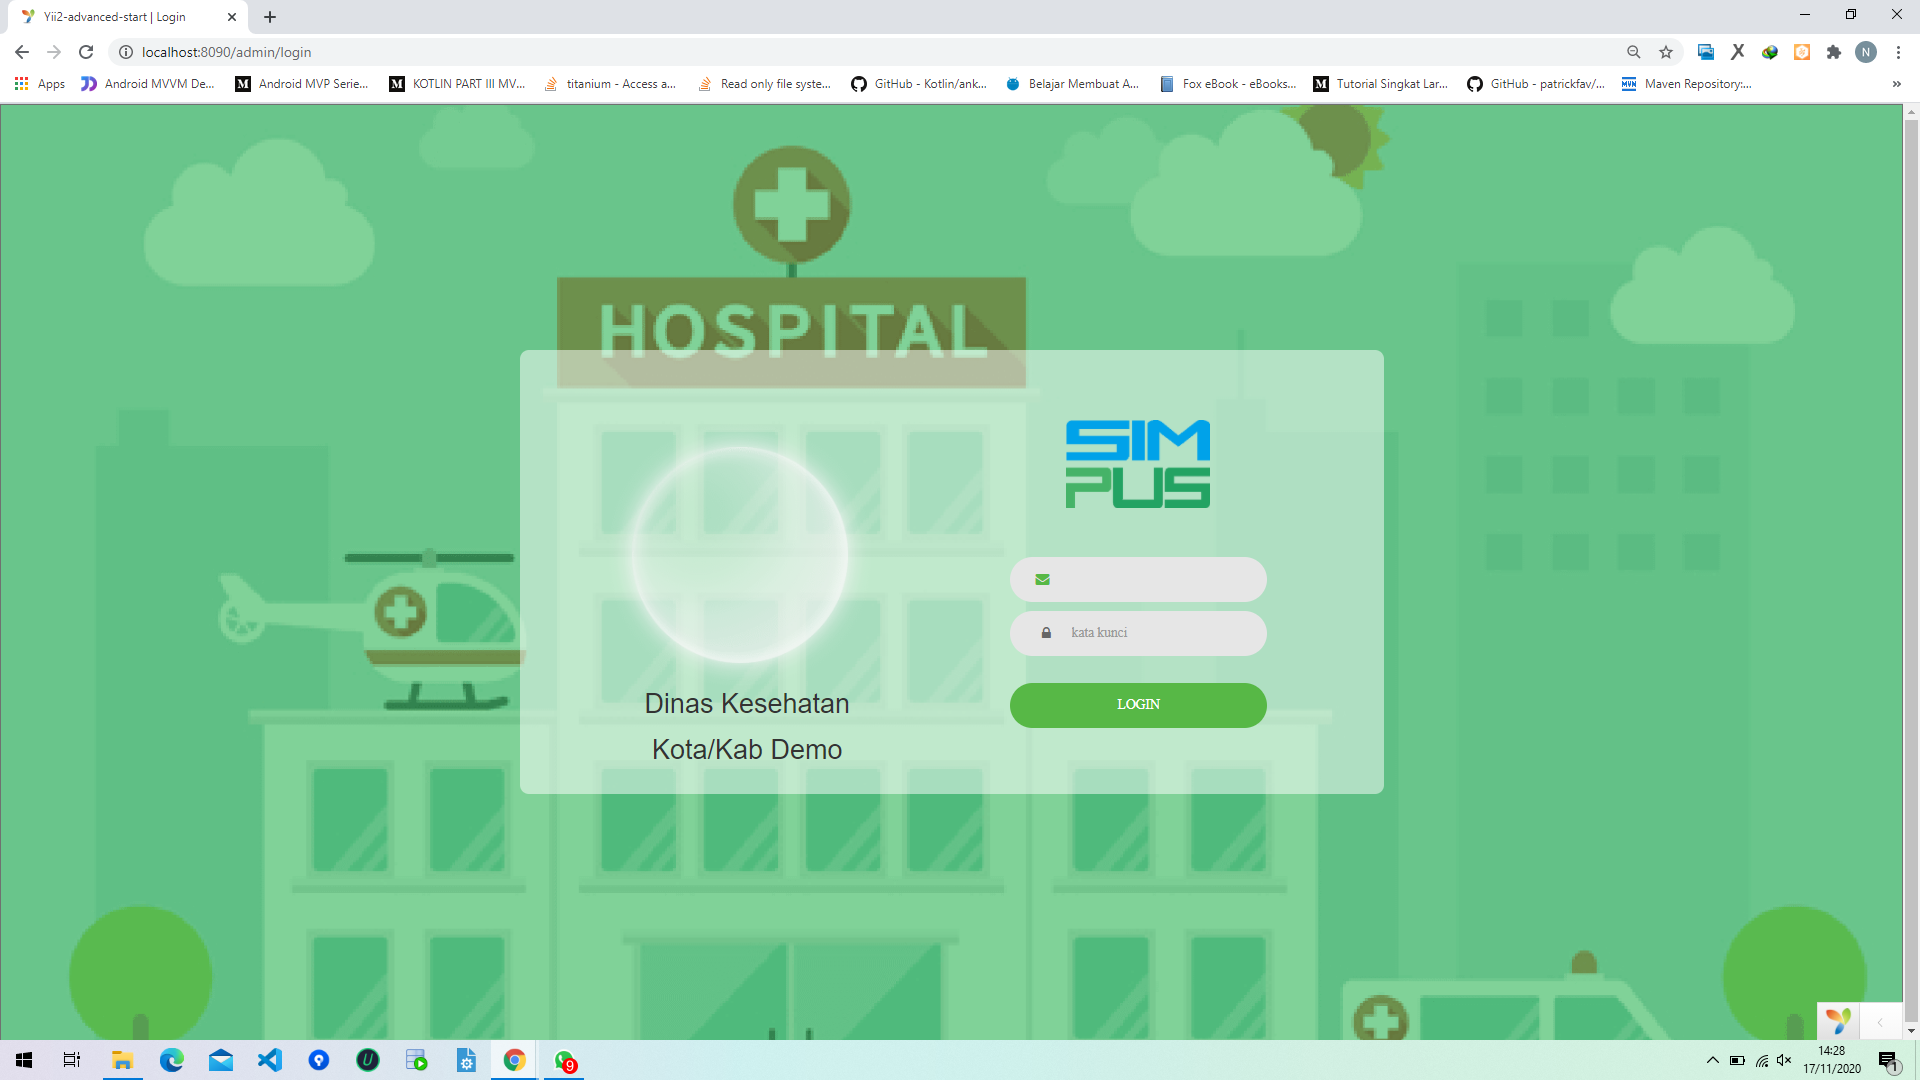 Yii2-advanced-start | Login
localhost:8090/admin/login
Apps
Android MVVM De...
Android MVP Serie...
KOTLIN PART III MV...
titanium - Access a...
Read only file syste...
GitHub - Kotlin/ank...
Belajar Membuat A...
Fox eBook - eBooks...
Tutorial Singkat Lar...
GitHub - patrickfav/...
Maven Repository:...
N
HOSPITAL
SIM
PUS
kata kunci
LOGIN
Dinas Kesehatan
Kota/Kab Demo
9
14:28
17/11/2020
1